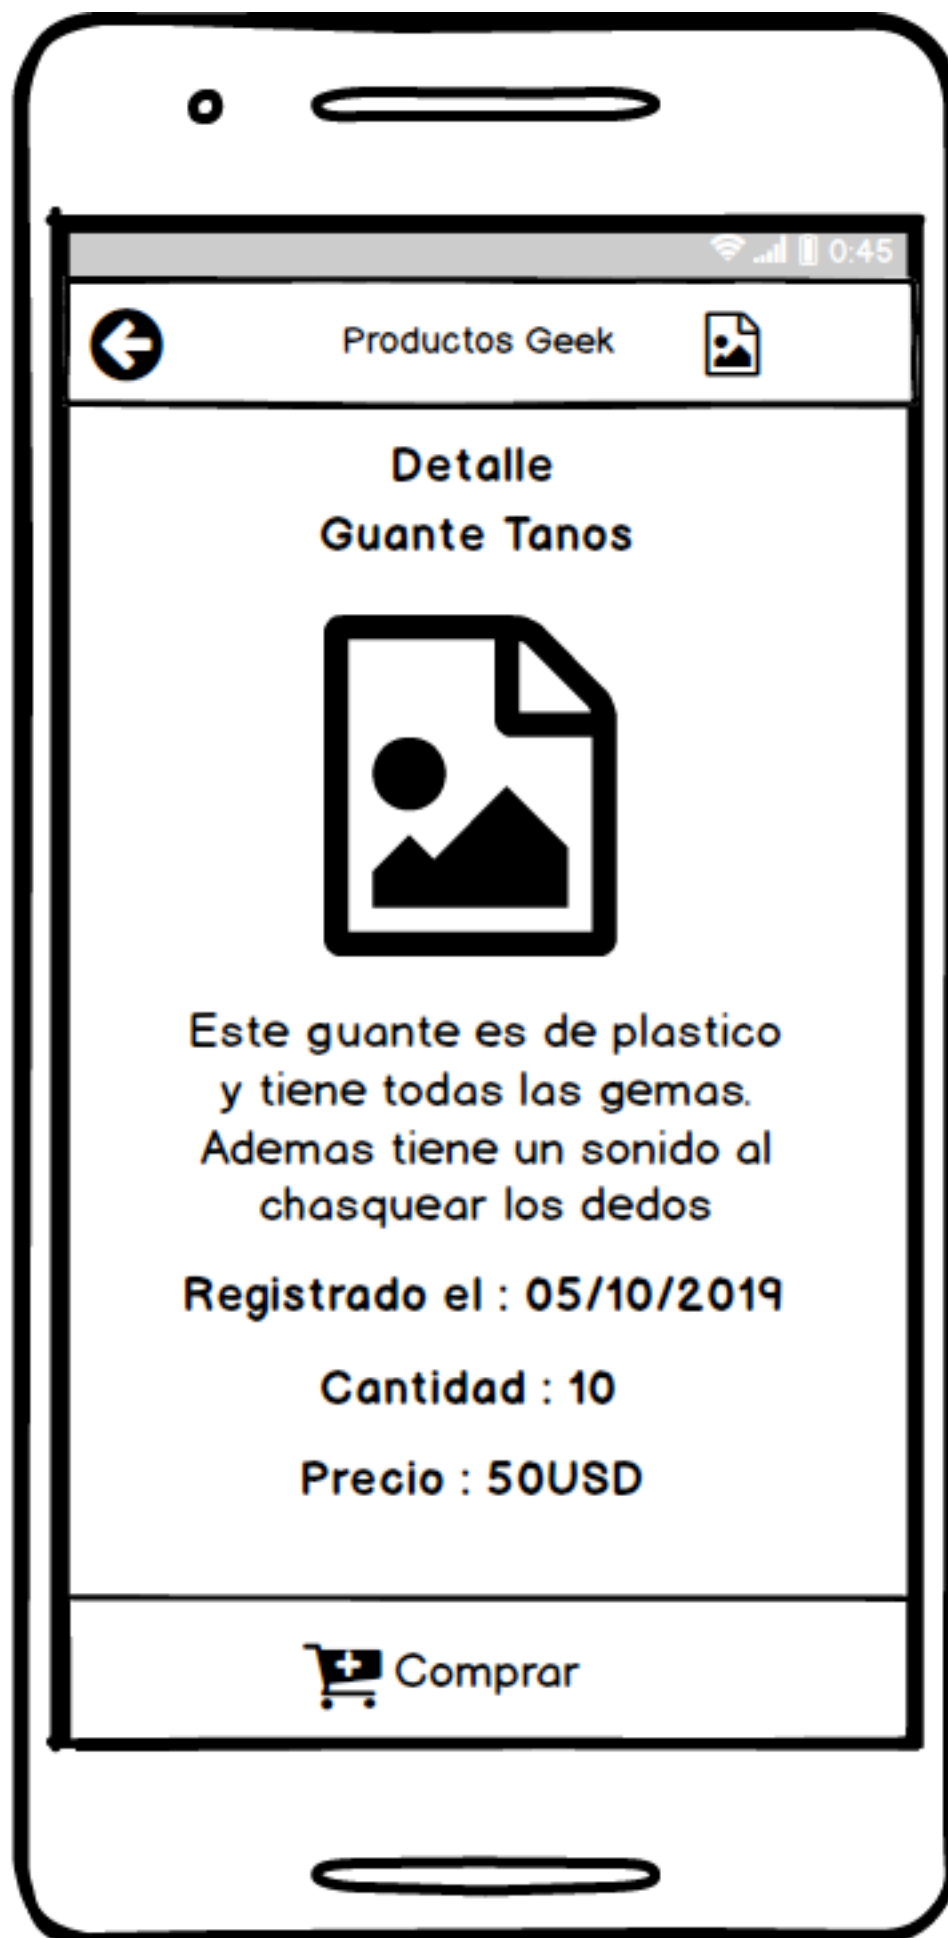 0:45
Productos Geek
Detalle
Guante Tanos
Este guante es de plastico
y tiene todas las gemas.
Ademas tiene un sonido al
chasquear los dedos
Registrado el : 05/10/2019
Cantidad : 10
Precio : 50USD
Comprar